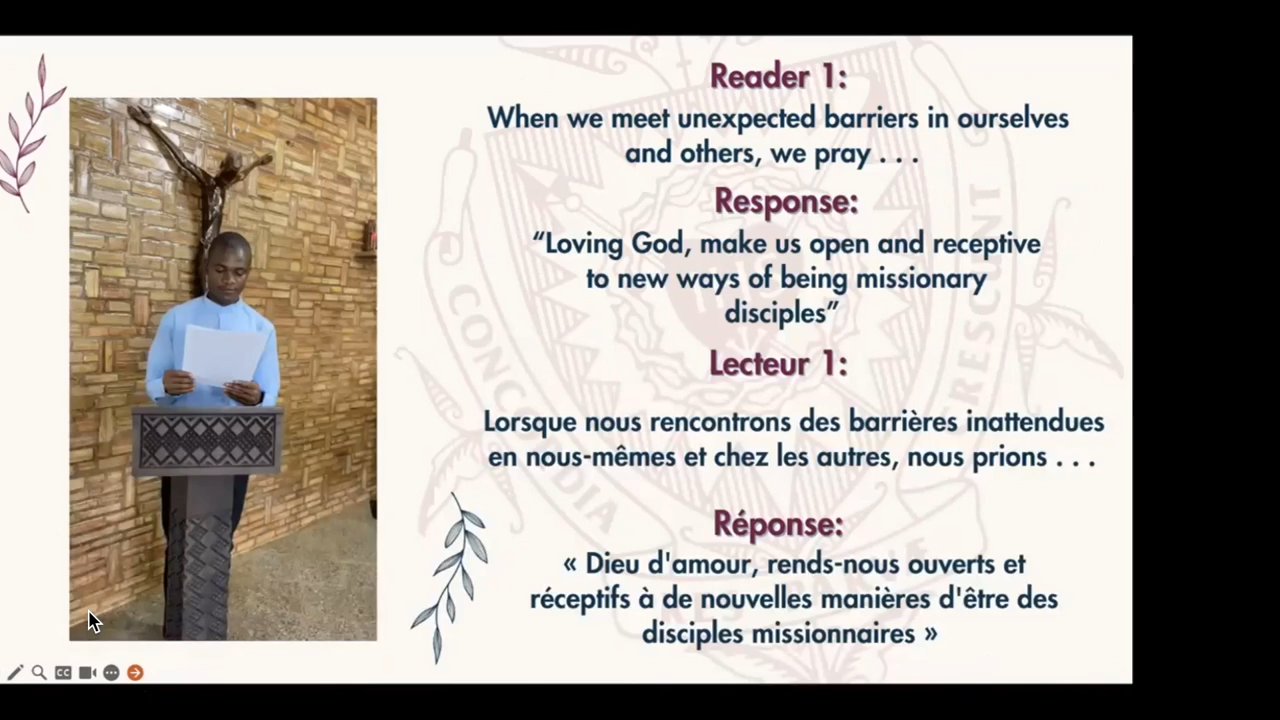 Reader 1:
When we meet unexpected barriers in ourselves
and others, we pray . . .
Response:
“Loving God, make us open and receptive
to new ways of being missionary
disciples”
Lecteur 1:
Lorsque nous rencontrons des barrières inattendues
en nous-mêmes et chez les autres, nous prions . . .
Réponse:
« Dieu d'amour, rends-nous ouverts et
réceptifs à de nouvelles manières d'être des
disciples missionnaires »
CONCORDIA
CRESCUNT
CC